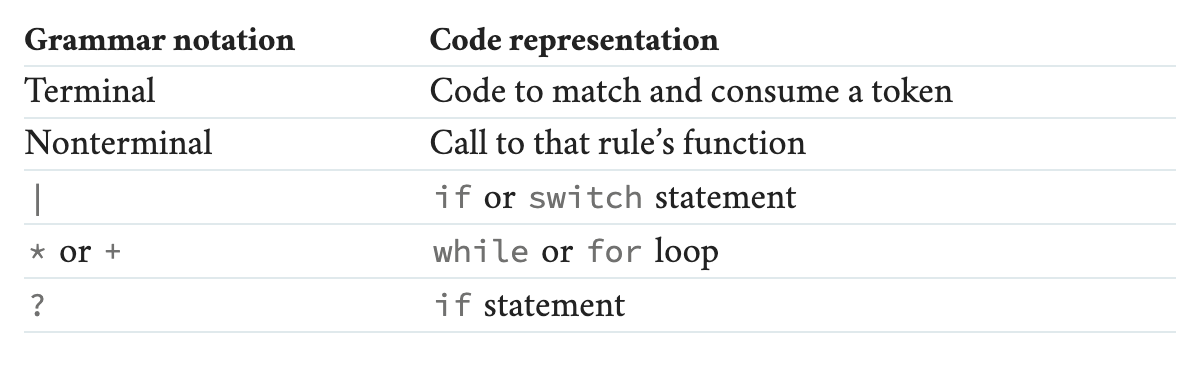 Grammar notation Code representation
Terminal Code to match and consume a token
Nonterminal Call to that rule’s function
| if or switch statement
* or + while or for loop
? if statement